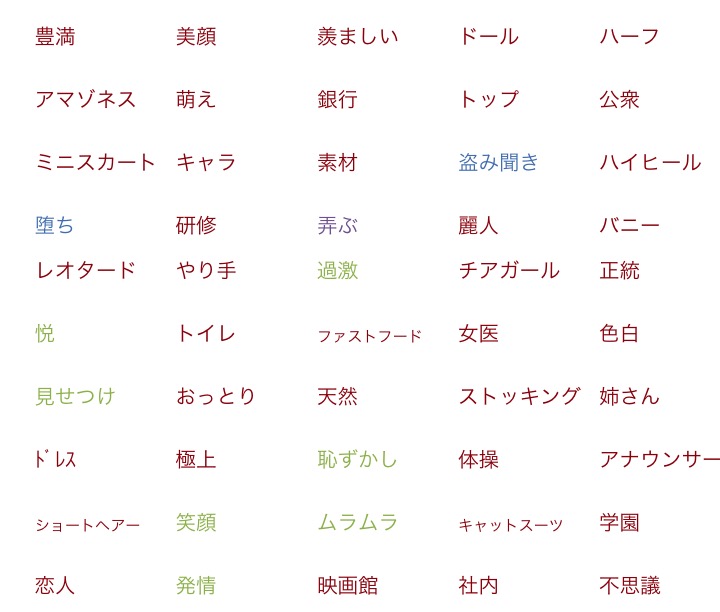 豊満 美顔 羨ましい ドール ハーフ
アマゾネス 萌え 銀行 トップ 公衆
ミニスカート キャラ 素材 盗み聞き ハイヒール
堕ち 研修 弄ぶ 麗人 バニー
レオタード やり手 過激 チアガール 正統
悦 トイレ ファストフード 女医 色白
見せつけ おっとり 天然 ストッキング 姉さん
ﾄﾞﾚｽ 極上 恥ずかし 体操 アナウンサー
ショートヘアー 笑顔 ムラムラ キャットスーツ 学園
恋人 発情 映画館 社内 不思議